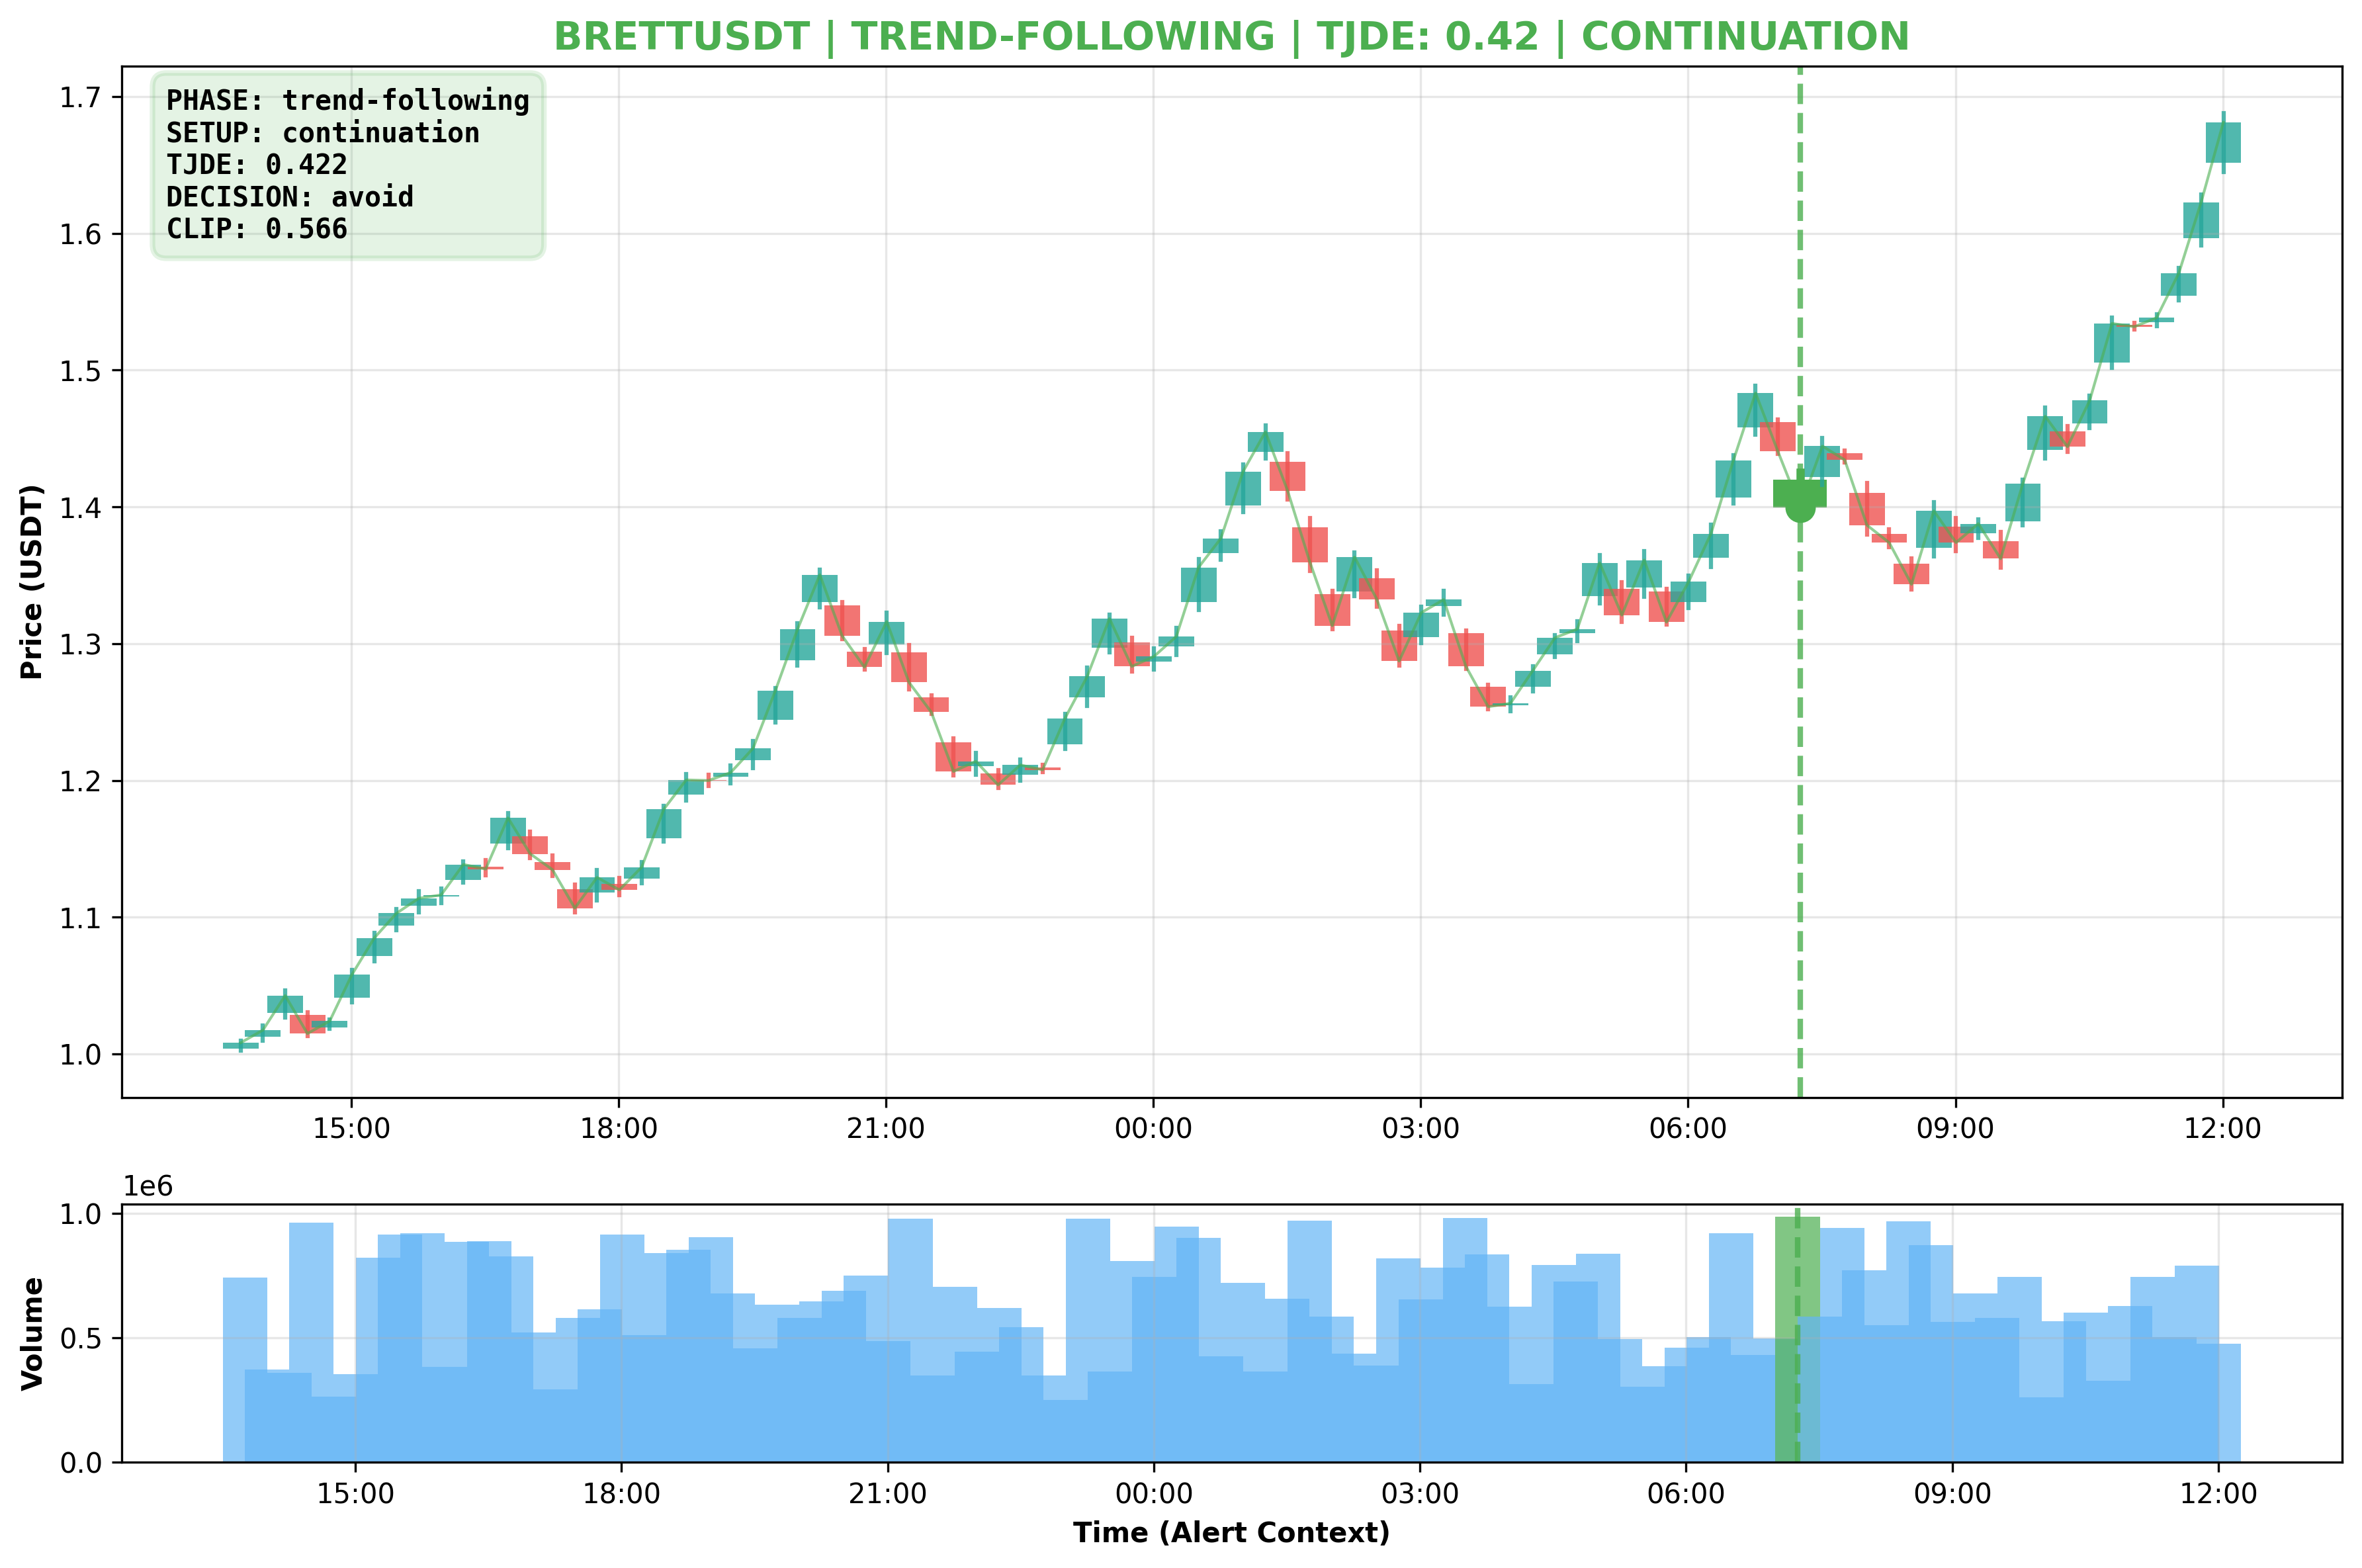 BRETTUSDT | TREND-FOLLOWING | TJDE: 0.42 | CONTINUATION
PHASE: trend-following
SETUP: continuation
TJDE: 0.422
DECISION: avoid
CLIP: 0.566
Price (USDT)
1.7
1.6
1.5
1.4
1.3
1.2
1.1
1.0
15:00 18:00 21:00 00:00 03:00 06:00 09:00 12:00
1e6
Volume
1.0
0.5
0.0
15:00 18:00 21:00 00:00 03:00 06:00 09:00 12:00
Time (Alert Context)